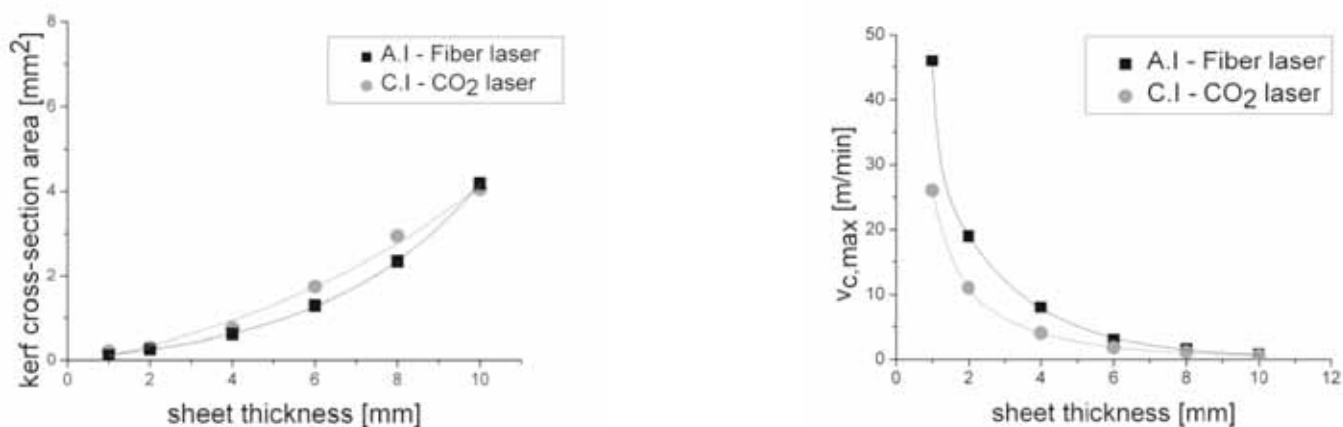 kerf cross-section area [mm²]
8
6
4
2
0
A.I - Fiber laser
C.I - CO₂ laser
0 2 4 6 8 10
sheet thickness [mm]
v_c,max [m/min]
50
40
30
20
10
0
A.I - Fiber laser
C.I - CO₂ laser
0 2 4 6 8 10 12
sheet thickness [mm]